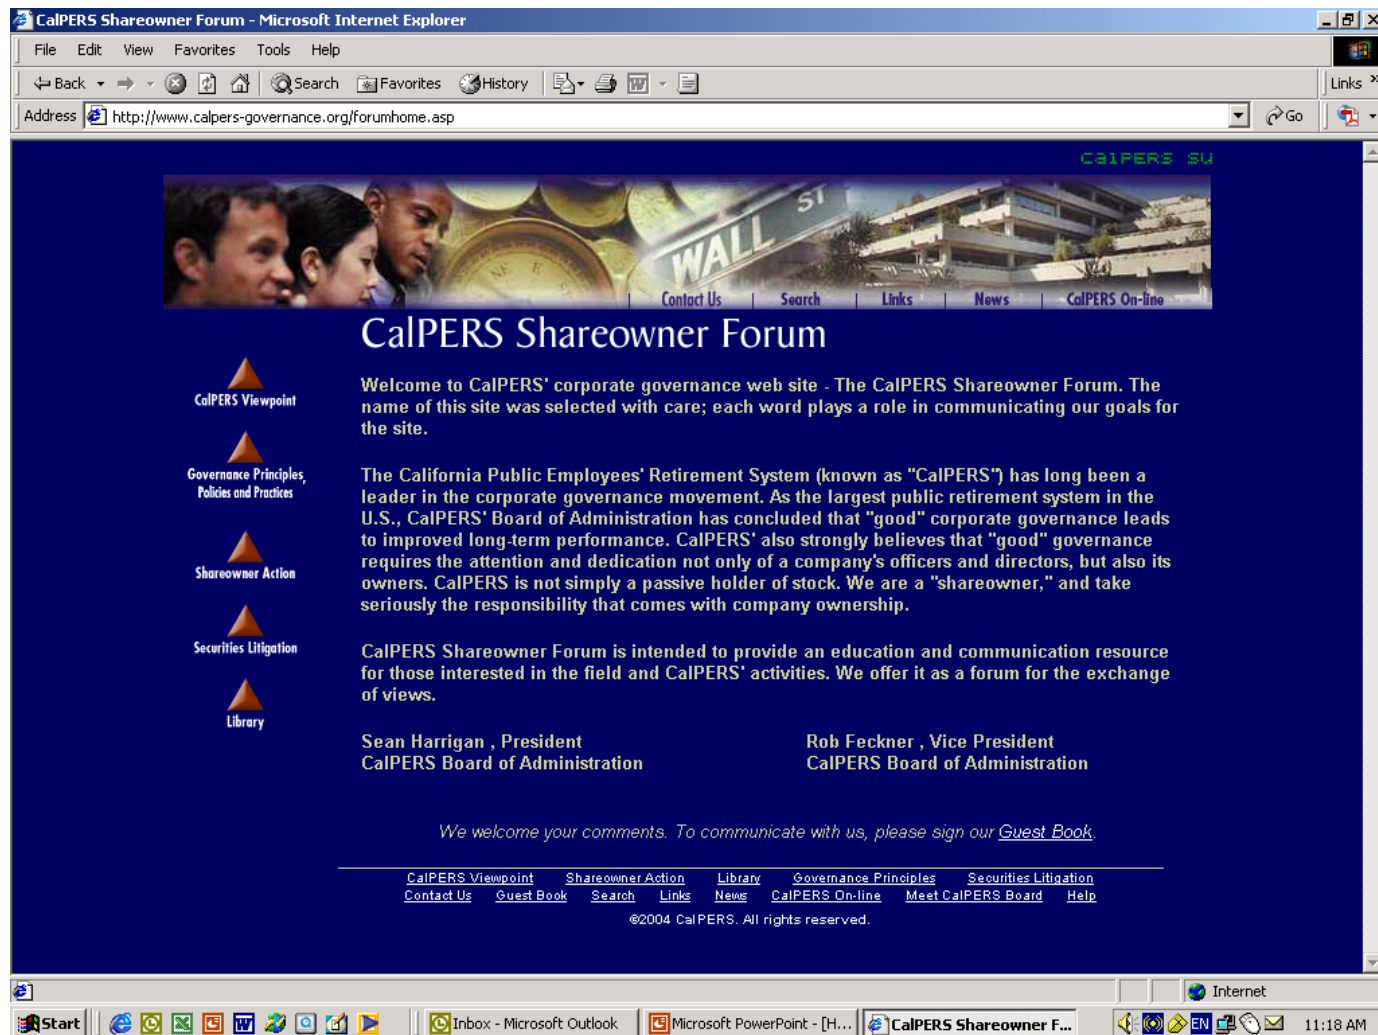 CalPERS Shareowner Forum - Microsoft Internet Explorer
File Edit View Favorites Tools Help
Back Search Favorites History Links
Address http://www.calpers-governance.org/forumhome.asp Go
CalPERS su
WALL ST
Contact Us | Search | Links | News | CalPERS On-line
CalPERS Shareowner Forum
CalPERS Viewpoint
Governance Principles,
Policies and Practices
Shareowner Action
Securities Litigation
Library
Welcome to CalPERS' corporate governance web site - The CalPERS Shareowner Forum. The
name of this site was selected with care; each word plays a role in communicating our goals for
the site.
The California Public Employees' Retirement System (known as "CalPERS") has long been a
leader in the corporate governance movement. As the largest public retirement system in the
U.S., CalPERS' Board of Administration has concluded that "good" corporate governance leads
to improved long-term performance. CalPERS' also strongly believes that "good" governance
requires the attention and dedication not only of a company's officers and directors, but also its
owners. CalPERS is not simply a passive holder of stock. We are a "shareowner," and take
seriously the responsibility that comes with company ownership.
CalPERS Shareowner Forum is intended to provide an education and communication resource
for those interested in the field and CalPERS' activities. We offer it as a forum for the exchange
of views.
Sean Harrigan , President Rob Feckner , Vice President
CalPERS Board of Administration CalPERS Board of Administration
We welcome your comments. To communicate with us, please sign our Guest Book.
CalPERS Viewpoint Shareowner Action Library Governance Principles Securities Litigation
Contact Us Guest Book Search Links News CalPERS On-line Meet CalPERS Board Help
©2004 CalPERS. All rights reserved.
Internet
Start Inbox - Microsoft Outlook Microsoft PowerPoint - [H... CalPERS Shareowner F... EN 11:18 AM